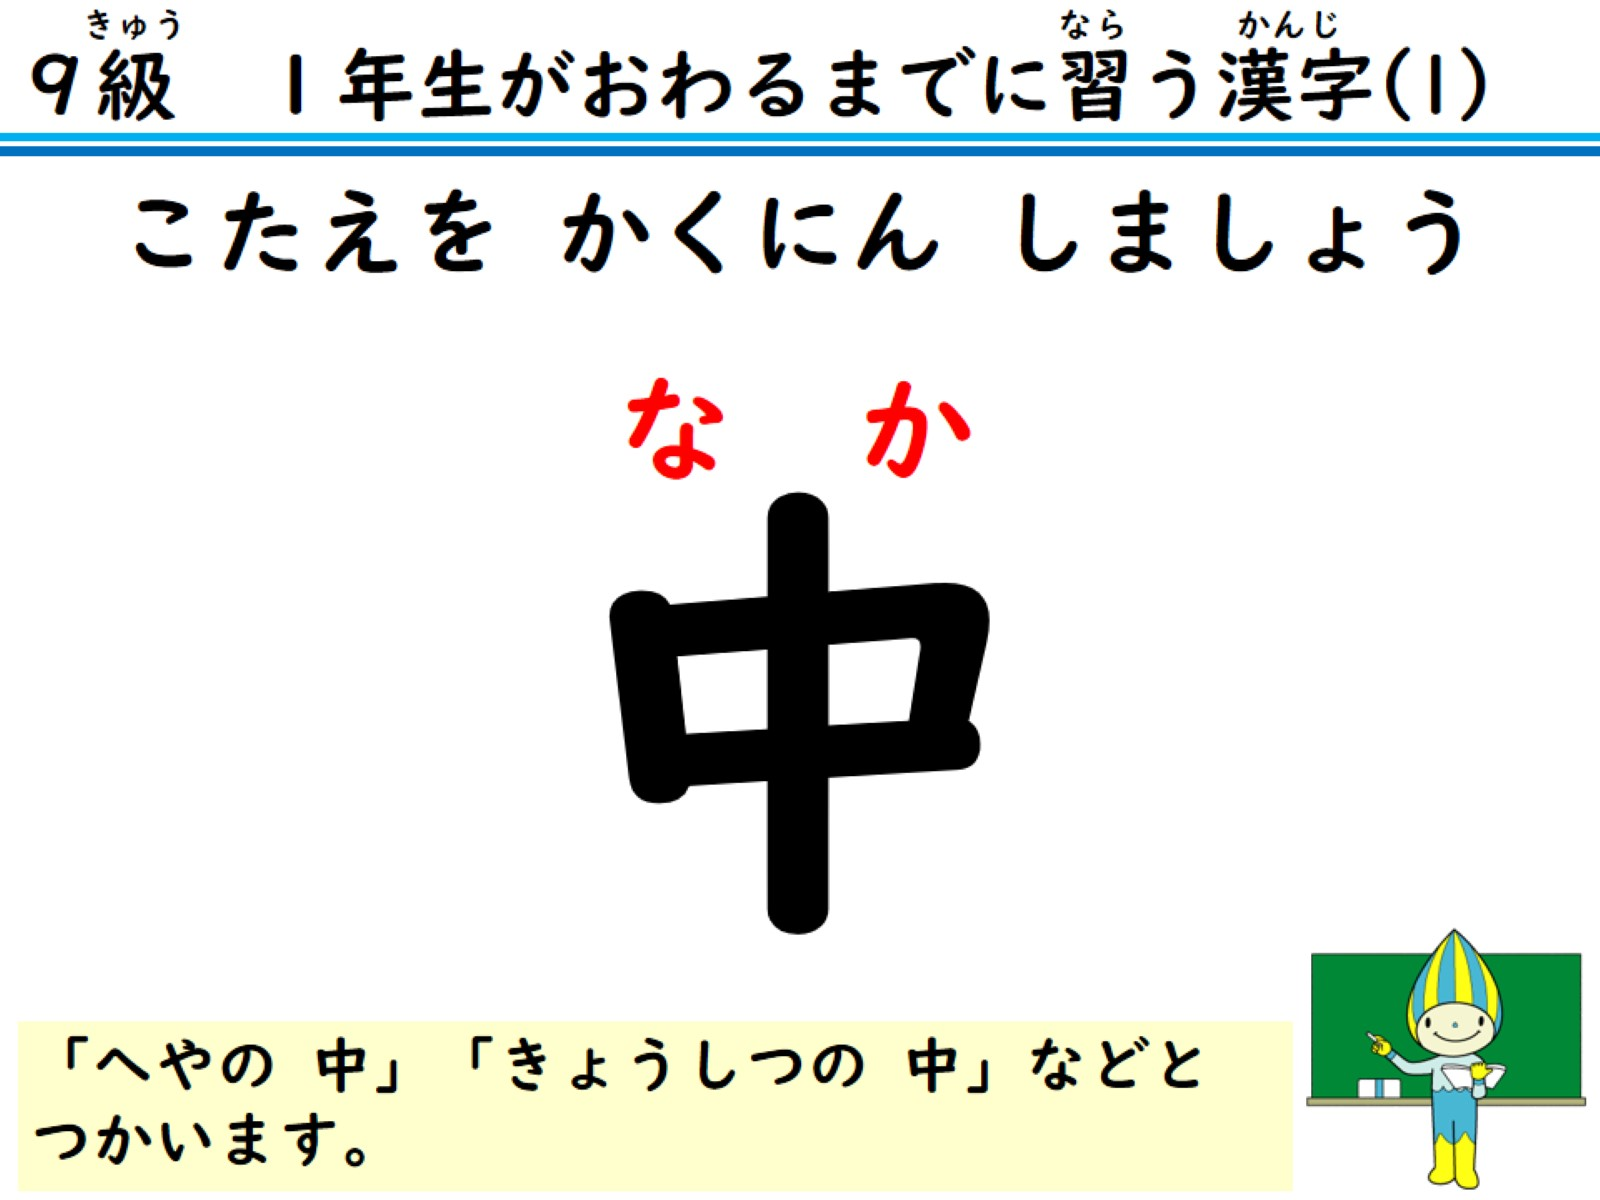 きゅう なら かんじ
9級 1年生がおわるまでに習う漢字(1)
こたえを かくにん しましょう
なか
中
「へやの 中」「きょうしつの 中」などと
つかいます。